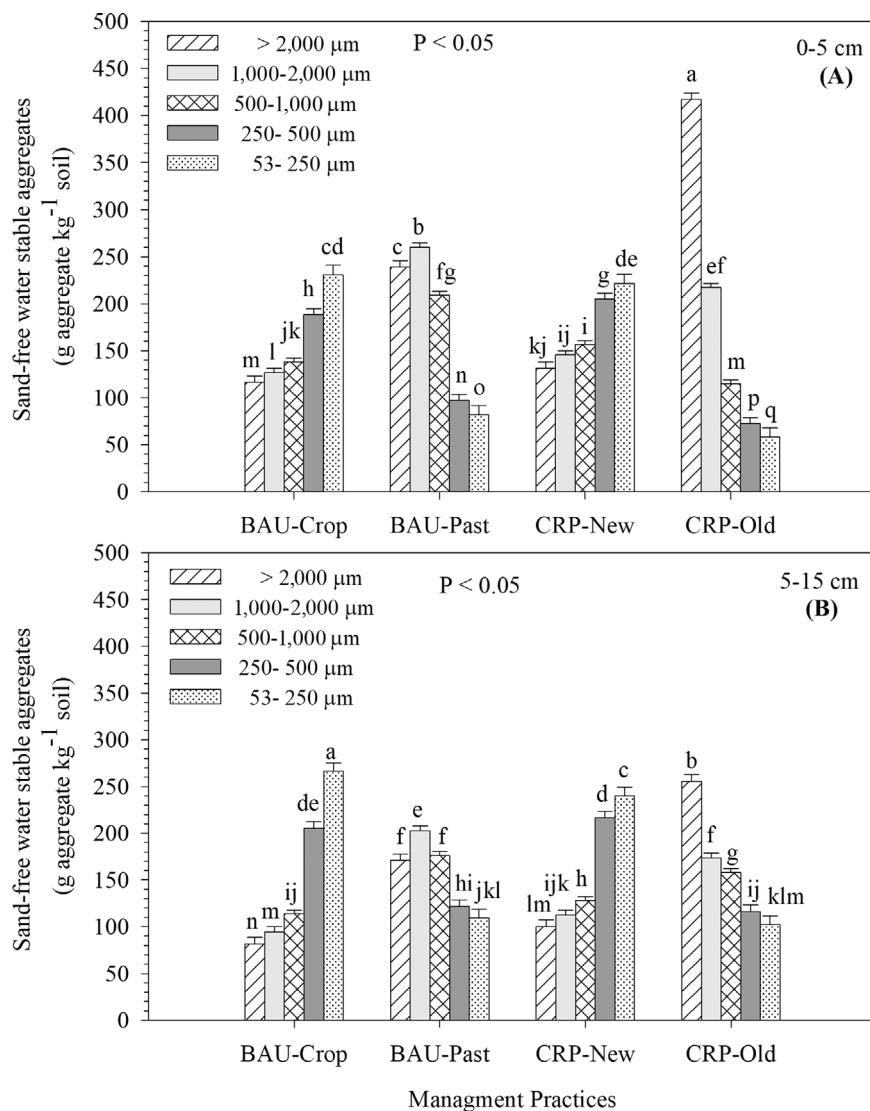 500
450
400
350
300
250
200
150
100
50
0
Sand-free water stable aggregates
(g aggregate kg-1 soil)
> 2,000 μm
1,000-2,000 μm
500-1,000 μm
250- 500 μm
53- 250 μm
P < 0.05
0-5 cm
(A)
m l jk h cd
c b fg n o
kj ij i g de
a ef m p q
BAU-Crop BAU-Past CRP-New CRP-Old
500
450
400
350
300
250
200
150
100
50
0
Sand-free water stable aggregates
(g aggregate kg-1 soil)
> 2,000 μm
1,000-2,000 μm
500-1,000 μm
250- 500 μm
53- 250 μm
P < 0.05
5-15 cm
(B)
n m ij de a
f e f hi jkl
lm ijk h d c
b f g ij klm
BAU-Crop BAU-Past CRP-New CRP-Old
Managment Practices